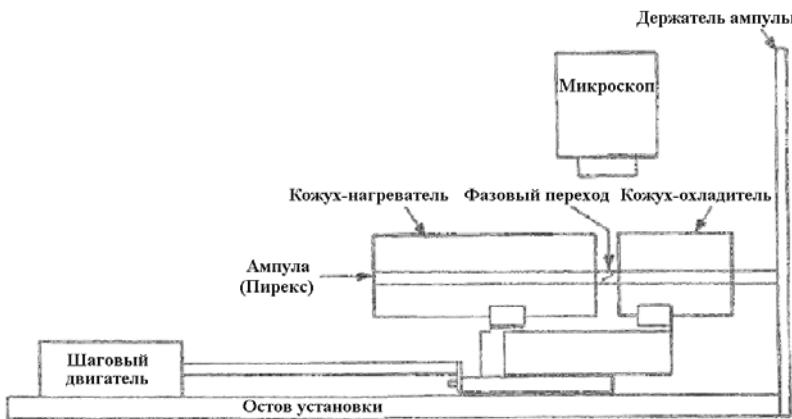 Держатель ампулы
Микроскоп
Кожух-нагреватель
Фазовый переход
Кожух-охладитель
Ампула
(Пирекс)
Шаговый
двигатель
Остов установки